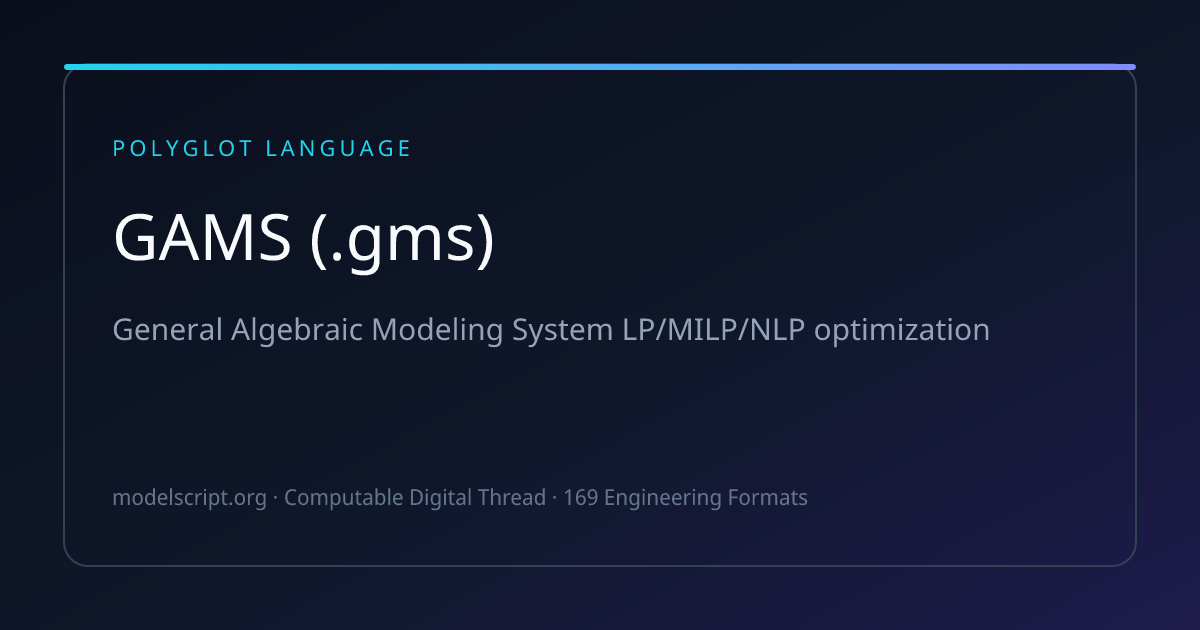 POLYGLOT LANGUAGE
GAMS (.gms)
General Algebraic Modeling System LP/MILP/NLP optimization
modelscript.org · Computable Digital Thread · 169 Engineering Formats